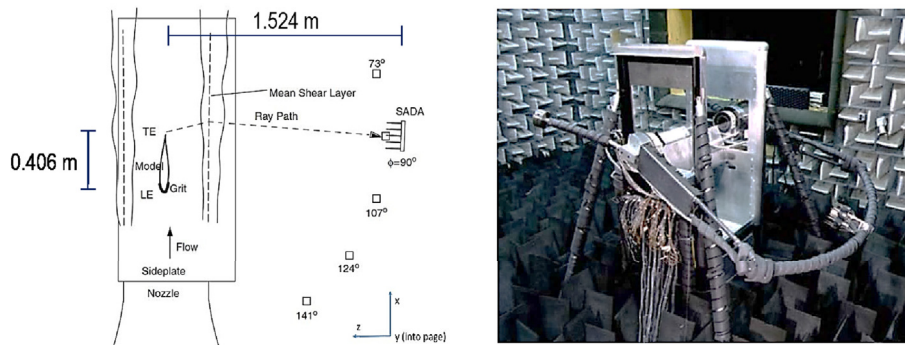 1.524 m
73°
Mean Shear Layer
SADA
Ray Path
TE
0.406 m
Model
ϕ=90°
LE
Grit
107°
Flow
124°
Sideplate
Nozzle
141°
x
z
y (into page)